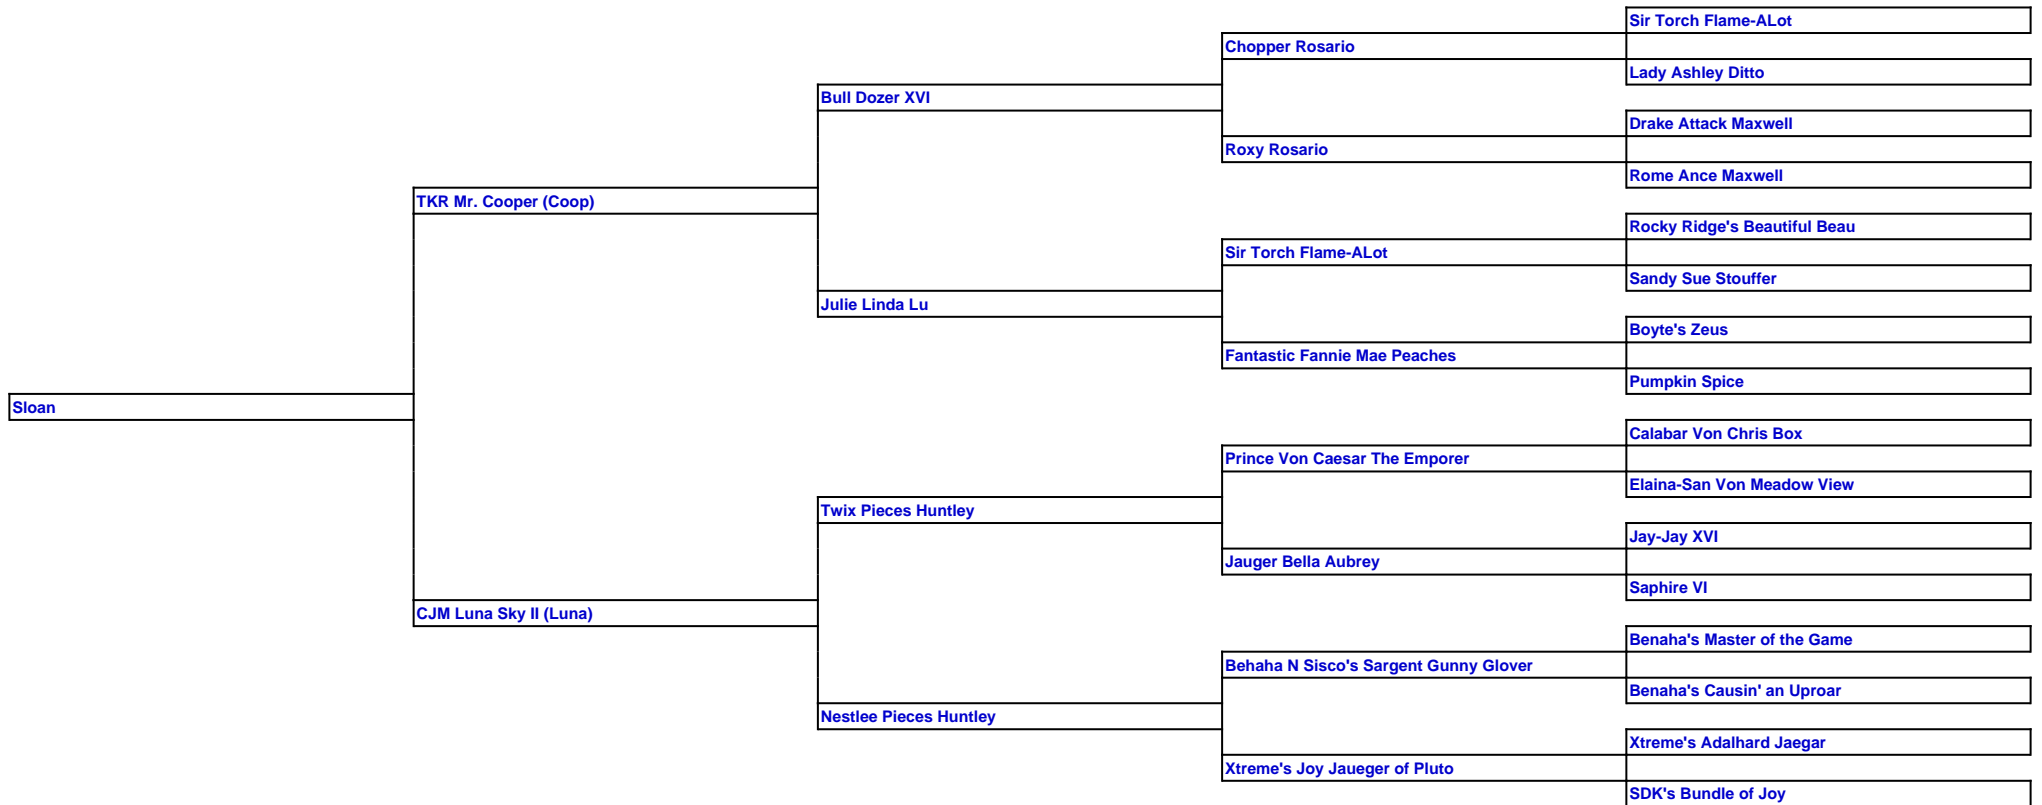 Sir Torch Flame-ALot
Chopper Rosario
Lady Ashley Ditto
Bull Dozer XVI
Drake Attack Maxwell
Roxy Rosario
Rome Ance Maxwell
TKR Mr. Cooper (Coop)
Rocky Ridge's Beautiful Beau
Sir Torch Flame-ALot
Sandy Sue Stouffer
Julie Linda Lu
Boyte's Zeus
Fantastic Fannie Mae Peaches
Pumpkin Spice
Sloan
Calabar Von Chris Box
Prince Von Caesar The Emporer
Elaina-San Von Meadow View
Twix Pieces Huntley
Jay-Jay XVI
Jauger Bella Aubrey
Saphire VI
CJM Luna Sky II (Luna)
Benaha's Master of the Game
Behaha N Sisco's Sargent Gunny Glover
Benaha's Causin' an Uproar
Nestlee Pieces Huntley
Xtreme's Adalhard Jaegar
Xtreme's Joy Jaueger of Pluto
SDK's Bundle of Joy